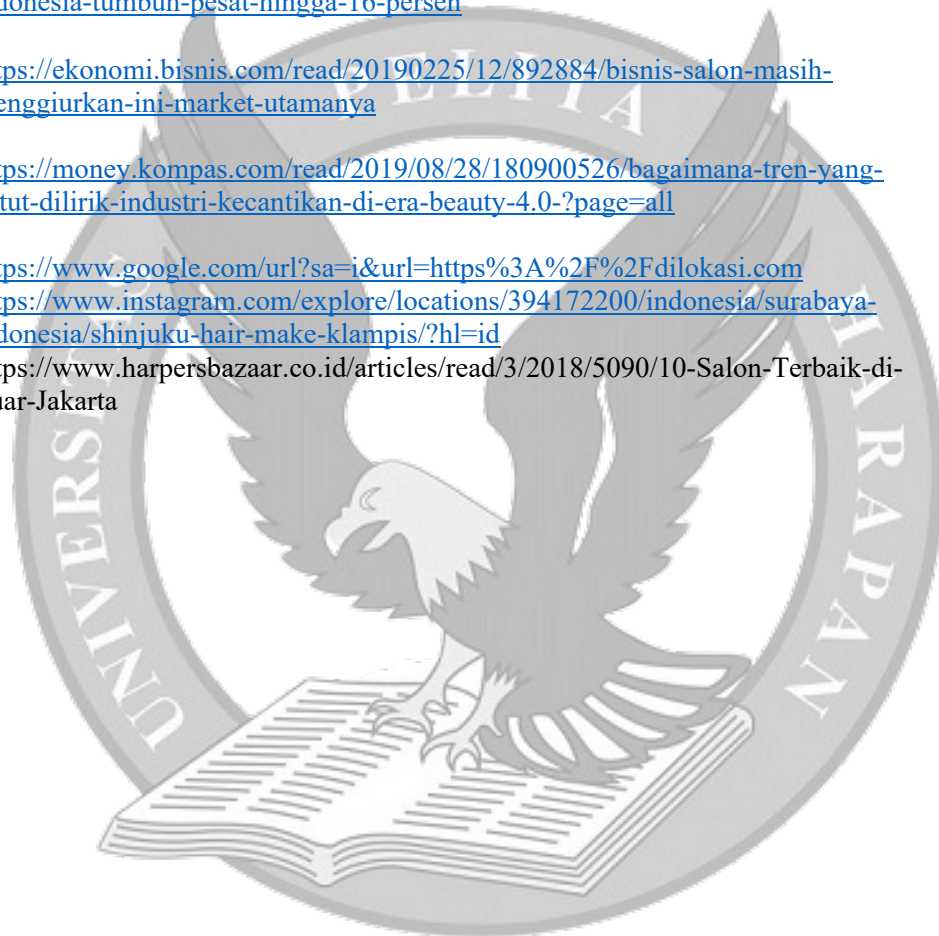 donesia-tumbuh-pesat-hingga-16-persen
tps://ekonomi.bisnis.com/read/20190225/12/892884/bisnis-salon-masih-
enggiurkan-ini-market-utamanya
tps://money.kompas.com/read/2019/08/28/180900526/bagaimana-tren-yang-
tut-dilirik-industri-kecantikan-di-era-beauty-4.0-?page=all
tps://www.google.com/url?sa=i&url=https%3A%2F%2Fdilokasi.com
tps://www.instagram.com/explore/locations/394172200/indonesia/surabaya-
donesia/shinjuku-hair-make-klampis/?hl=id
tps://www.harpersbazaar.co.id/articles/read/3/2018/5090/10-Salon-Terbaik-di-
uar-Jakarta
UNIVERSITAS PELITA HARAPAN